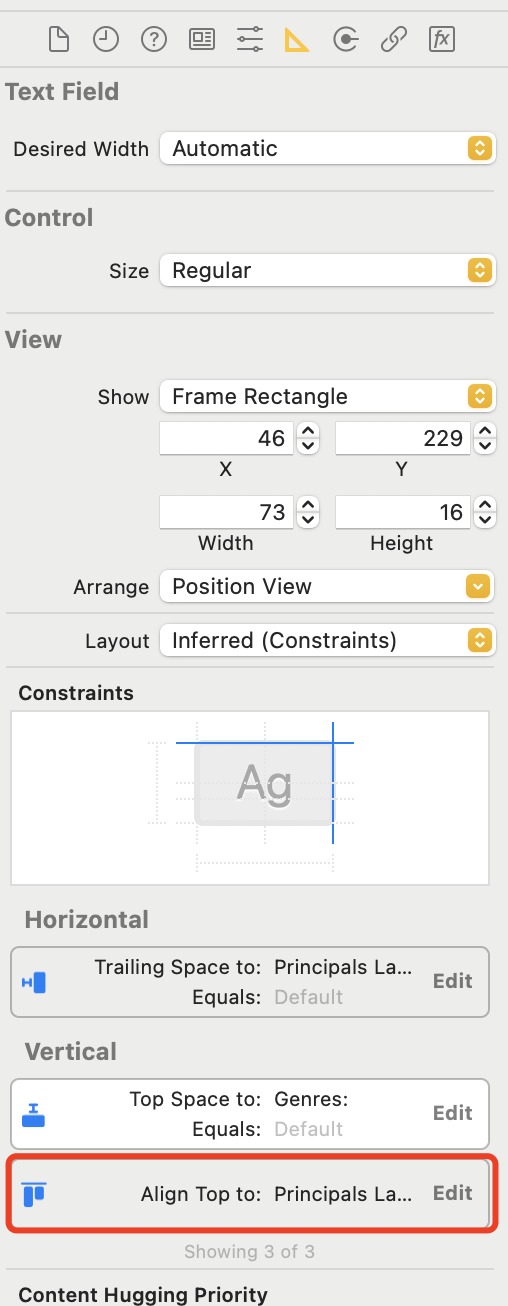 ?
fx
Text Field
Desired Width Automatic
Control
Size Regular
View
Show Frame Rectangle
46 229
X Y
73 16
Width Height
Arrange Position View
Layout Inferred (Constraints)
Constraints
Ag
Horizontal
Trailing Space to: Principals La... Edit
Equals: Default
Vertical
Top Space to: Genres: Edit
Equals: Default
Align Top to: Principals La... Edit
Showing 3 of 3
Content Hugging Priority